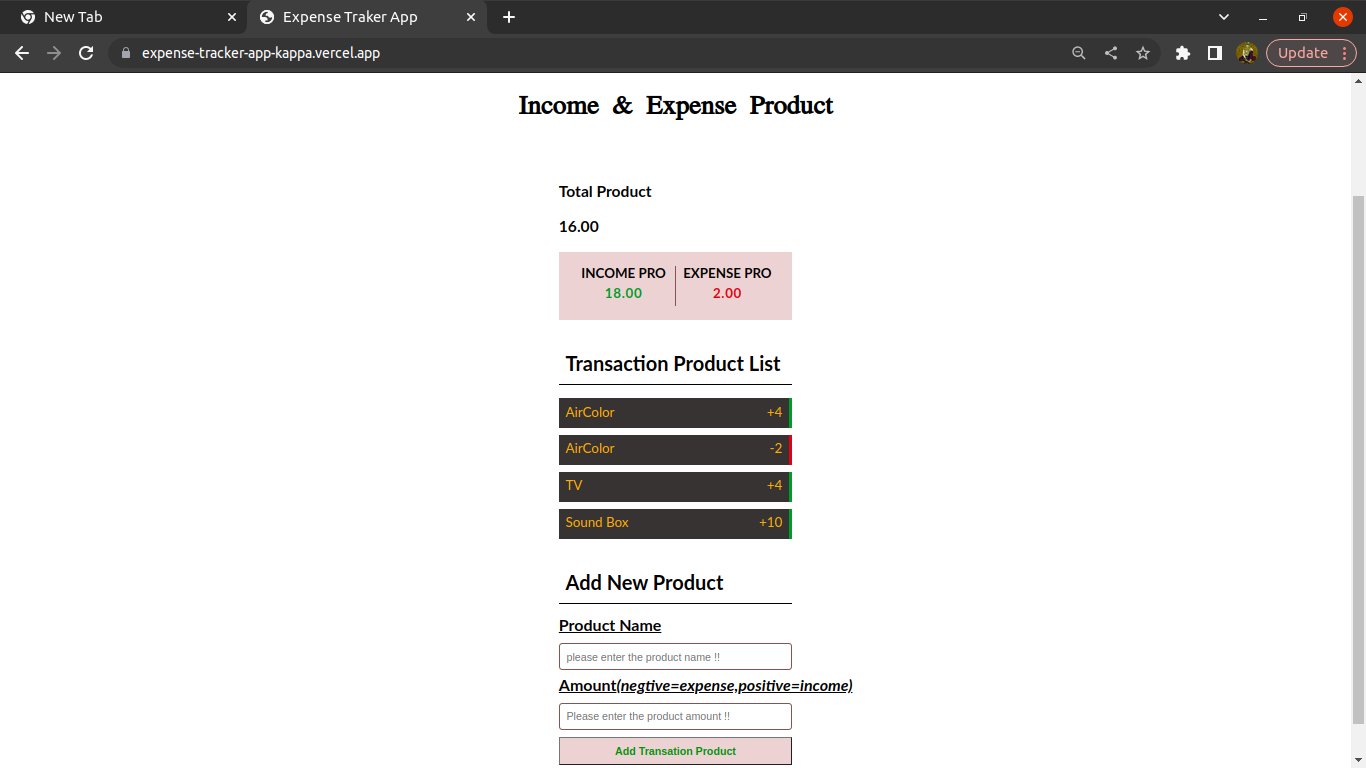 New Tab
Expense Traker App
expense-tracker-app-kappa.vercel.app
Update
Income & Expense Product
Total Product
16.00
INCOME PRO EXPENSE PRO
18.00 2.00
Transaction Product List
AirColor +4
AirColor -2
TV +4
Sound Box +10
Add New Product
Product Name
please enter the product name !!
Amount(negtive=expense,positive=income)
Please enter the product amount !!
Add Transation Product